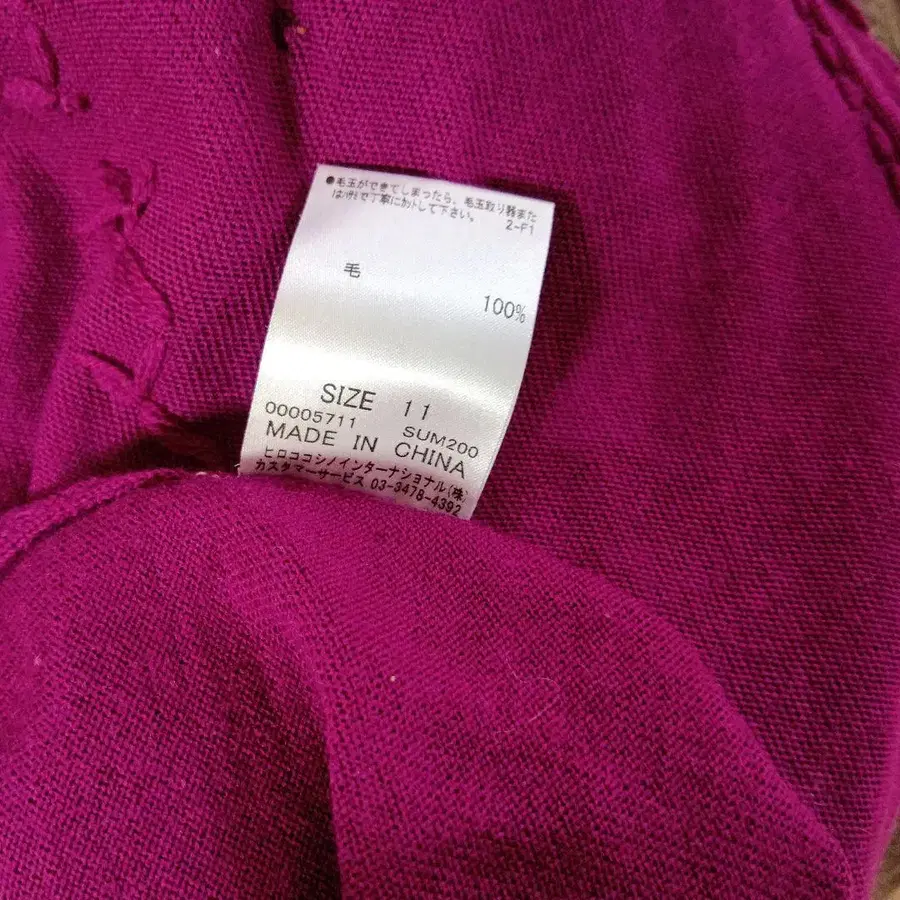 ●毛玉ができてしまったら、毛玉取り器また
はハサミで丁寧にカットして下さい。
2-F1
毛
100%
SIZE 11
00005711 SUM200
MADE IN CHINA
ヒロココシノインターナショナル(株)
カスタマーサービス 03-3478-4392